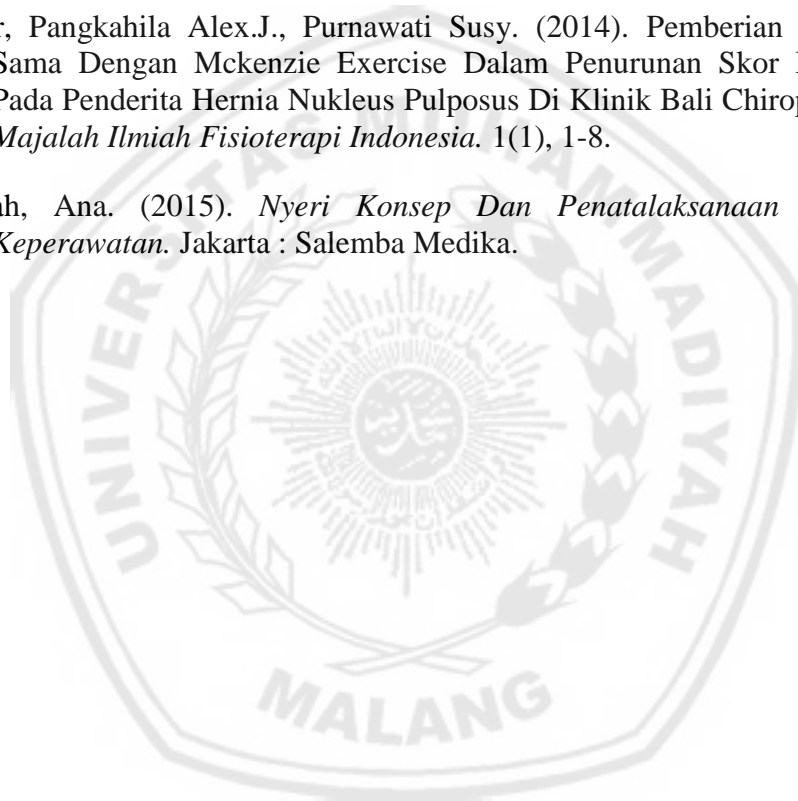 r, Pangkahila Alex.J., Purnawati Susy. (2014). Pemberian
Sama Dengan Mckenzie Exercise Dalam Penurunan Skor
Pada Penderita Hernia Nukleus Pulposus Di Klinik Bali Chirop
Majalah Ilmiah Fisioterapi Indonesia. 1(1), 1-8.
ah, Ana. (2015). Nyeri Konsep Dan Penatalaksanaan
Keperawatan. Jakarta : Salemba Medika.
UNIVERSITAS MUHAMMADIYAH
MALANG